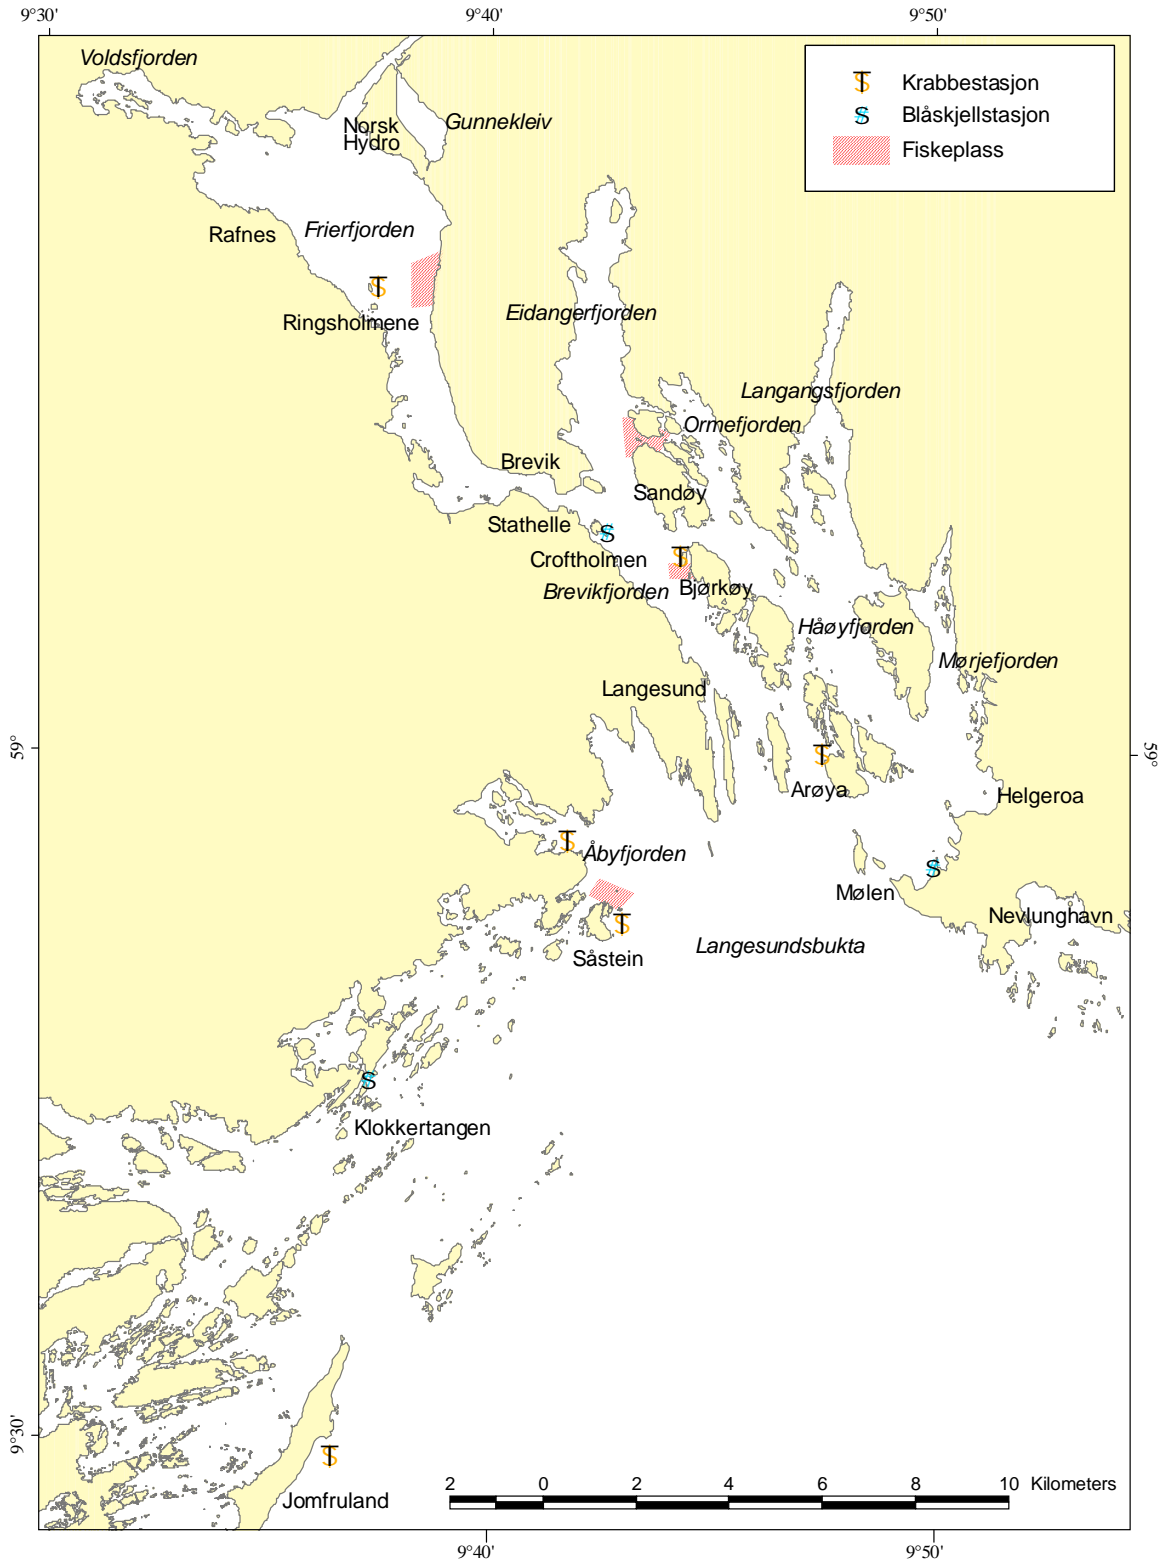 9°30'
9°40'
9°50'
Voldsfjorden
Krabbestasjon
Blåskjellstasjon
Fiskeplass
Norsk
Hydro
Gunnekleiv
Rafnes
Frierfjorden
Ringsholmene
Eidangerfjorden
Langangsfjorden
Ormefjorden
Brevik
Sandøy
Stathelle
Croftholmen
Brevikfjorden
Bjørkøy
Håøyfjorden
Mørjefjorden
Langesund
59°
59°
Arøya
Helgeroa
Åbyfjorden
Mølen
Nevlunghavn
Såstein
Langesundsbukta
Klokkertangen
9°30'
Jomfruland
2 0 2 4 6 8 10 Kilometers
9°40'
9°50'